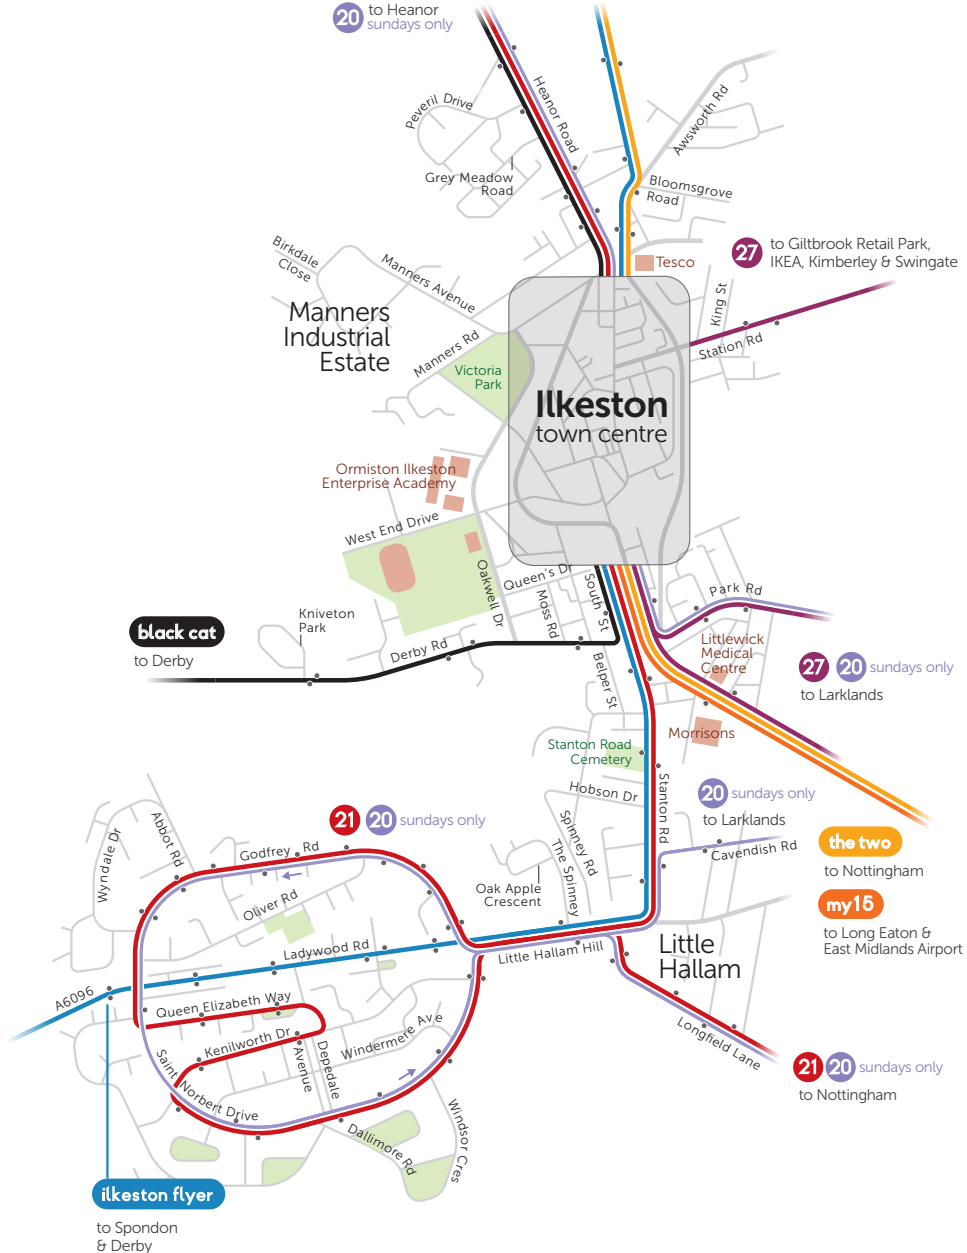 20 to Heanor
sundays only
Peveril Drive
Heanor Road
Awsworth Rd
Grey Meadow
Road
Bloomsgrove
Road
Birkdale
Close
Manners Avenue
Tesco
27 to Giltbrook Retail Park,
IKEA, Kimberley & Swingate
King St
Manners
Industrial
Estate
Manners Rd
Station Rd
Victoria
Park
Ilkeston
town centre
Ormiston Ilkeston
Enterprise Academy
West End Drive
Oakwell Dr
Queen's Dr
South St
Moss Rd
Park Rd
Kniveton
Park
black cat
to Derby
Derby Rd
Belper St
Littlewick
Medical
Centre
27 20 sundays only
to Larklands
Morrisons
Stanton Road
Cemetery
Hobson Dr
Stanton Rd
20 sundays only
to Larklands
Cavendish Rd
Spinney Rd
The Spinney
Oak Apple
Crescent
21 20 sundays only
Abbot Rd
Wyndale Dr
Godfrey Rd
Oliver Rd
the two
to Nottingham
my15
to Long Eaton &
East Midlands Airport
Ladywood Rd
Little Hallam Hill
Little
Hallam
A6096
Queen Elizabeth Way
Kenilworth Dr
Windermere Ave
Depedale
Avenue
Longfield Lane
21 20 sundays only
to Nottingham
Saint Norbert Drive
Dallimore Rd
Windsor Cres
ilkeston flyer
to Spondon
& Derby